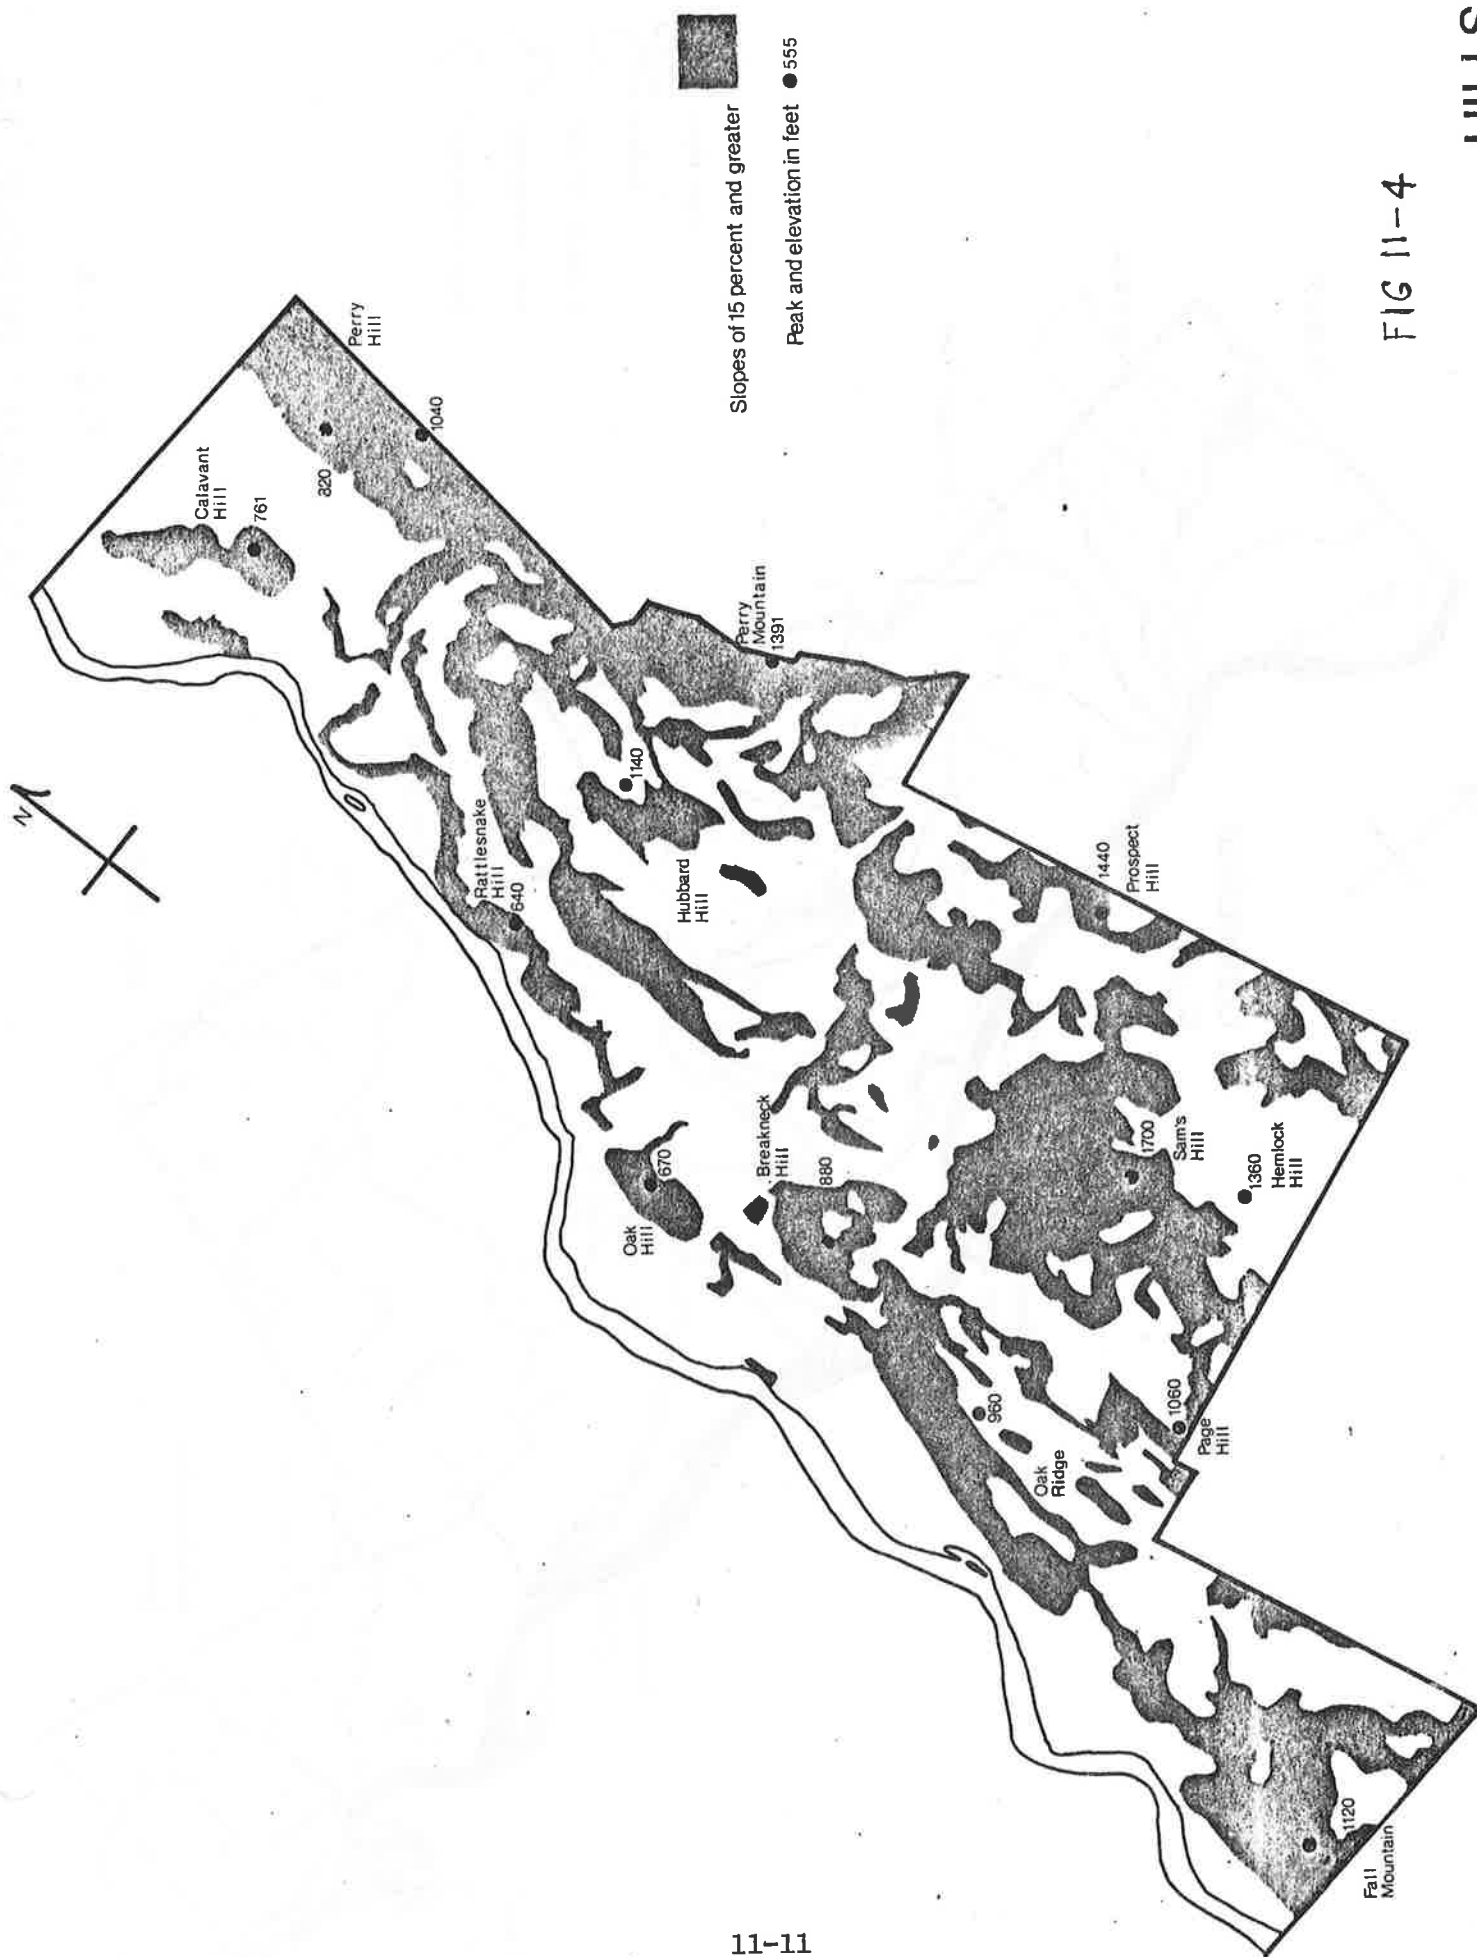 Slopes of 15 percent and greater
Peak and elevation in feet
555
FIG 11-4
N
Perry
Hill
1040
820
Calavant
Hill
761
Perry
Mountain
1391
1140
Rattlesnake
Hill
640
Hubbard
Hill
1440
Prospect
Hill
Oak
Hill
670
Breakneck
Hill
880
1700
Sam's
Hill
1360
Hemlock
Hill
960
Oak
Ridge
1060
Page
Hill
1120
Fall
Mountain
11-11